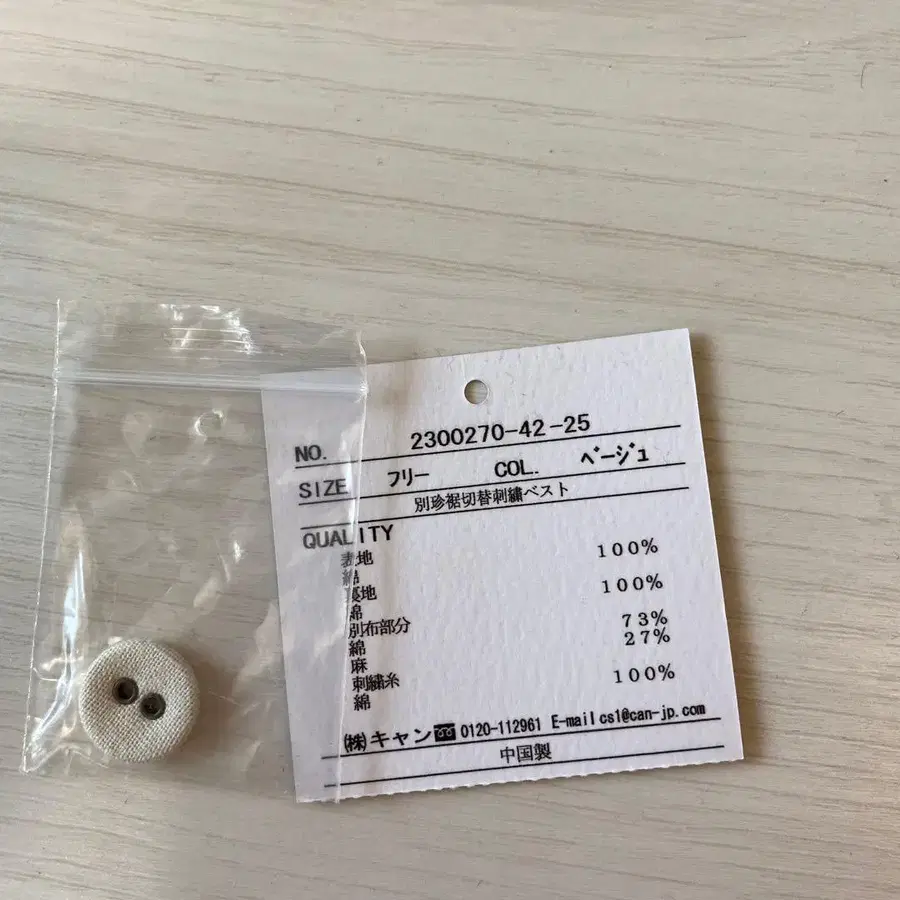 NO. 2300270-42-25
SIZE フリー COL. ベージュ
別珍裾切替刺繍ベスト
QUALITY
表地
綿 100%
裏地
綿 100%
別布部分
綿 73%
麻 27%
刺繍糸
綿 100%
㈱キャン 0120-112961 E-mail cs1@can-jp.com
中国製